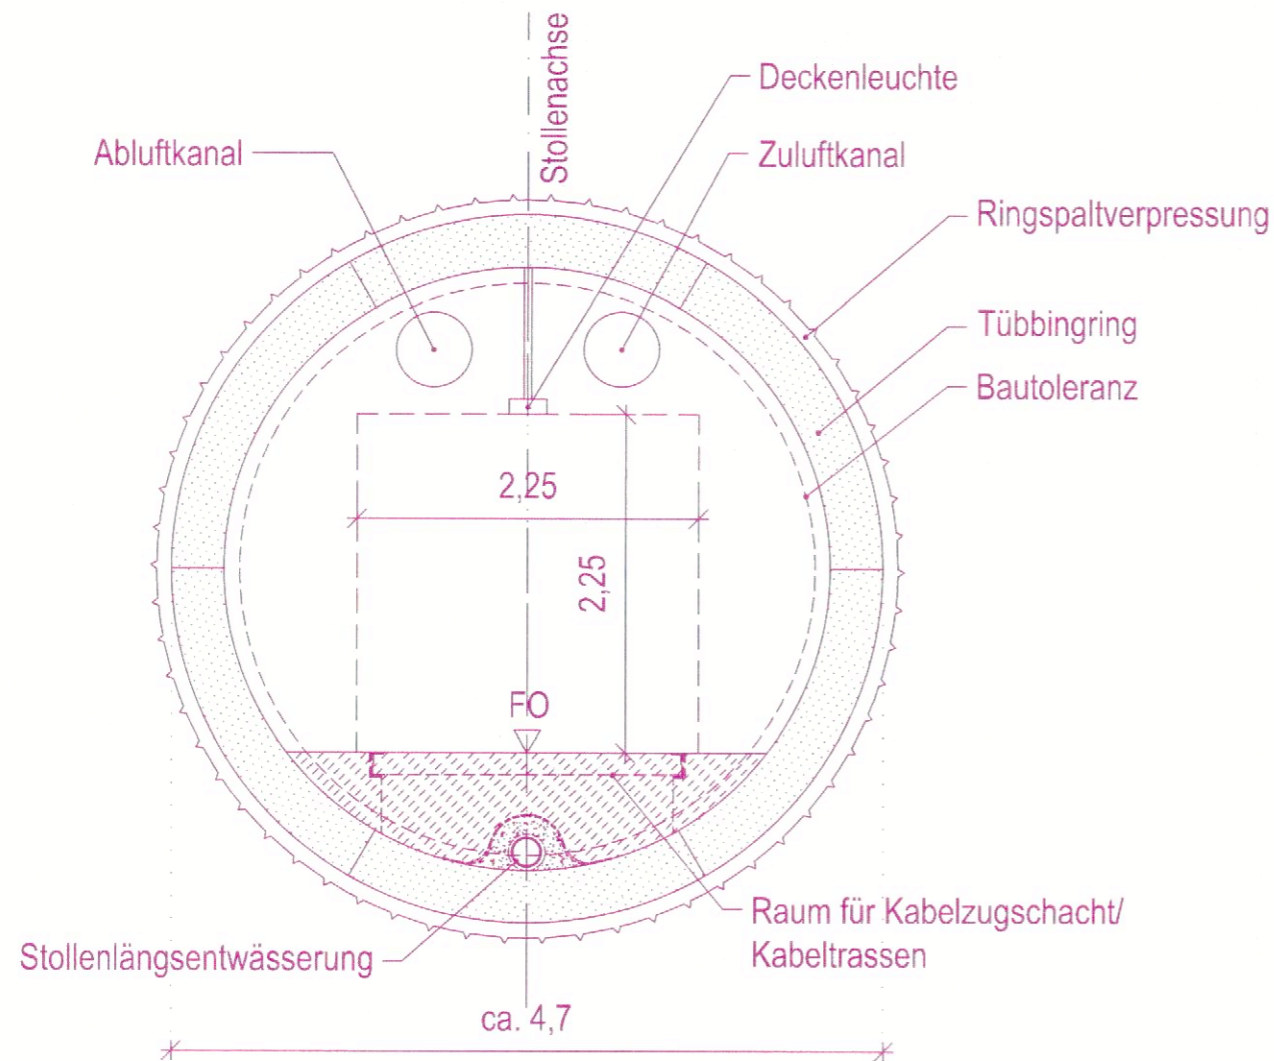 Stollenachse
Deckenleuchte
Abluftkanal
Zuluftkanal
Ringspaltverpressung
Tübbingring
Bautoleranz
2,25
2,25
FO
Raum für Kabelzugschacht/
Kabeltrassen
Stollenlängsentwässerung
ca. 4,7